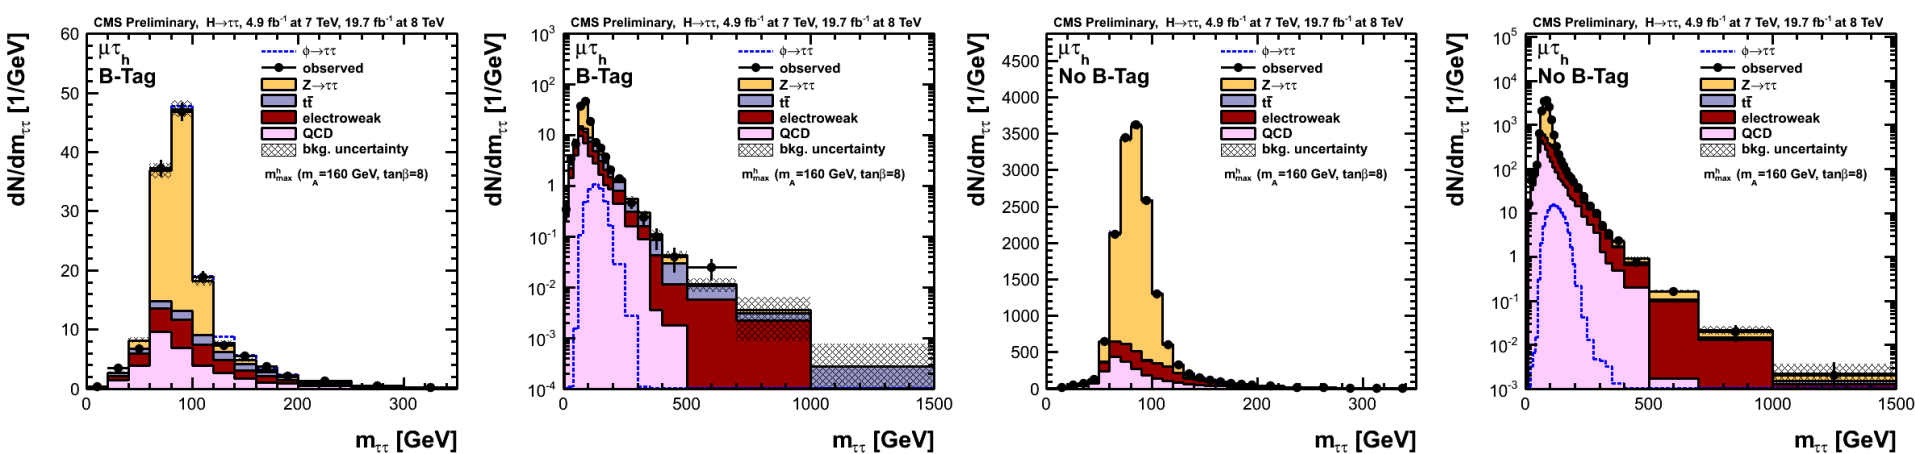 CMS Preliminary, H→ττ, 4.9 fb⁻¹ at 7 TeV, 19.7 fb⁻¹ at 8 TeV
dN/dm_ττ [1/GeV]
60
50
40
30
20
10
0
μτ_h
B-Tag
ϕ→ττ
observed
Z→ττ
tt̄
electroweak
QCD
bkg. uncertainty
m^h_max (m_A=160 GeV, tanβ=8)
0 100 200 300
m_ττ [GeV]
CMS Preliminary, H→ττ, 4.9 fb⁻¹ at 7 TeV, 19.7 fb⁻¹ at 8 TeV
dN/dm_ττ [1/GeV]
10³
10²
10
1
10⁻¹
10⁻²
10⁻³
10⁻⁴
μτ_h
B-Tag
ϕ→ττ
observed
Z→ττ
tt̄
electroweak
QCD
bkg. uncertainty
m^h_max (m_A=160 GeV, tanβ=8)
0 500 1000 1500
m_ττ [GeV]
CMS Preliminary, H→ττ, 4.9 fb⁻¹ at 7 TeV, 19.7 fb⁻¹ at 8 TeV
dN/dm_ττ [1/GeV]
4500
4000
3500
3000
2500
2000
1500
1000
500
0
μτ_h
No B-Tag
ϕ→ττ
observed
Z→ττ
tt̄
electroweak
QCD
bkg. uncertainty
m^h_max (m_A=160 GeV, tanβ=8)
0 100 200 300
m_ττ [GeV]
CMS Preliminary, H→ττ, 4.9 fb⁻¹ at 7 TeV, 19.7 fb⁻¹ at 8 TeV
dN/dm_ττ [1/GeV]
10⁵
10⁴
10³
10²
10
1
10⁻¹
10⁻²
10⁻³
μτ_h
No B-Tag
ϕ→ττ
observed
Z→ττ
tt̄
electroweak
QCD
bkg. uncertainty
m^h_max (m_A=160 GeV, tanβ=8)
0 500 1000 1500
m_ττ [GeV]